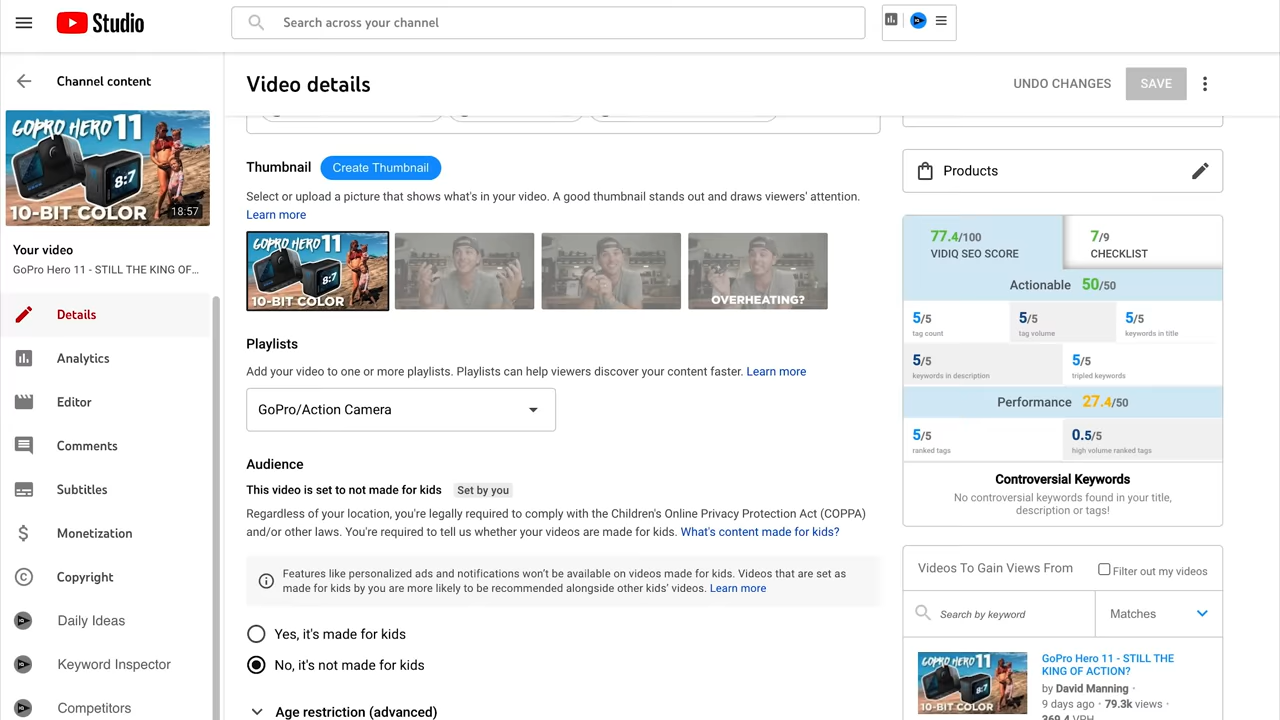 Studio
Search across your channel
Channel content
GOPRO HERO 11
8:7
10-BIT COLOR
18:57
Your video
GoPro Hero 11 - STILL THE KING OF...
Details
Analytics
Editor
Comments
Subtitles
Monetization
Copyright
Daily Ideas
Keyword Inspector
Competitors
Video details
UNDO CHANGES
SAVE
Thumbnail
Create Thumbnail
Select or upload a picture that shows what's in your video. A good thumbnail stands out and draws viewers' attention.
Learn more
GOPRO HERO 11
8:7
10-BIT COLOR
OVERHEATING?
Playlists
Add your video to one or more playlists. Playlists can help viewers discover your content faster. Learn more
GoPro/Action Camera
Audience
This video is set to not made for kids Set by you
Regardless of your location, you're legally required to comply with the Children's Online Privacy Protection Act (COPPA)
and/or other laws. You're required to tell us whether your videos are made for kids. What's content made for kids?
Features like personalized ads and notifications won't be available on videos made for kids. Videos that are set as
made for kids by you are more likely to be recommended alongside other kids' videos. Learn more
Yes, it's made for kids
No, it's not made for kids
Age restriction (advanced)
Products
77.4/100
VIDIQ SEO SCORE
7/9
CHECKLIST
Actionable 50/50
5/5
tag count
5/5
tag volume
5/5
keywords in title
5/5
keywords in description
5/5
tripled keywords
Performance 27.4/50
5/5
ranked tags
0.5/5
high volume ranked tags
Controversial Keywords
No controversial keywords found in your title,
description or tags!
Videos To Gain Views From
Filter out my videos
Search by keyword
Matches
GOPRO HERO 11
8:7
10-BIT COLOR
GoPro Hero 11 - STILL THE
KING OF ACTION?
by David Manning ·
9 days ago · 79.3k views ·
369.4 VPH